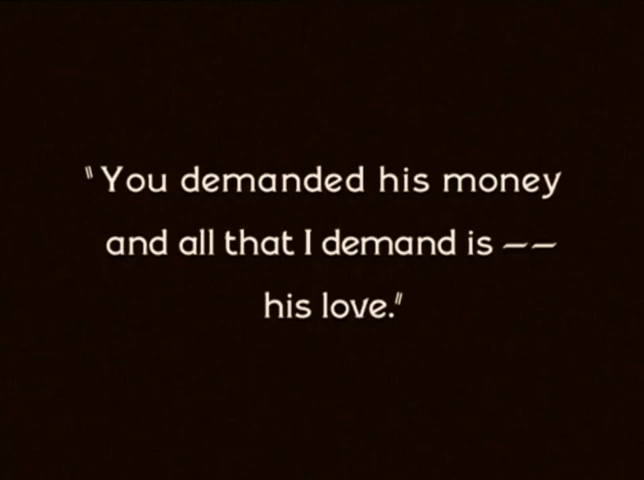 "You demanded his money
and all that I demand is ——
his love."